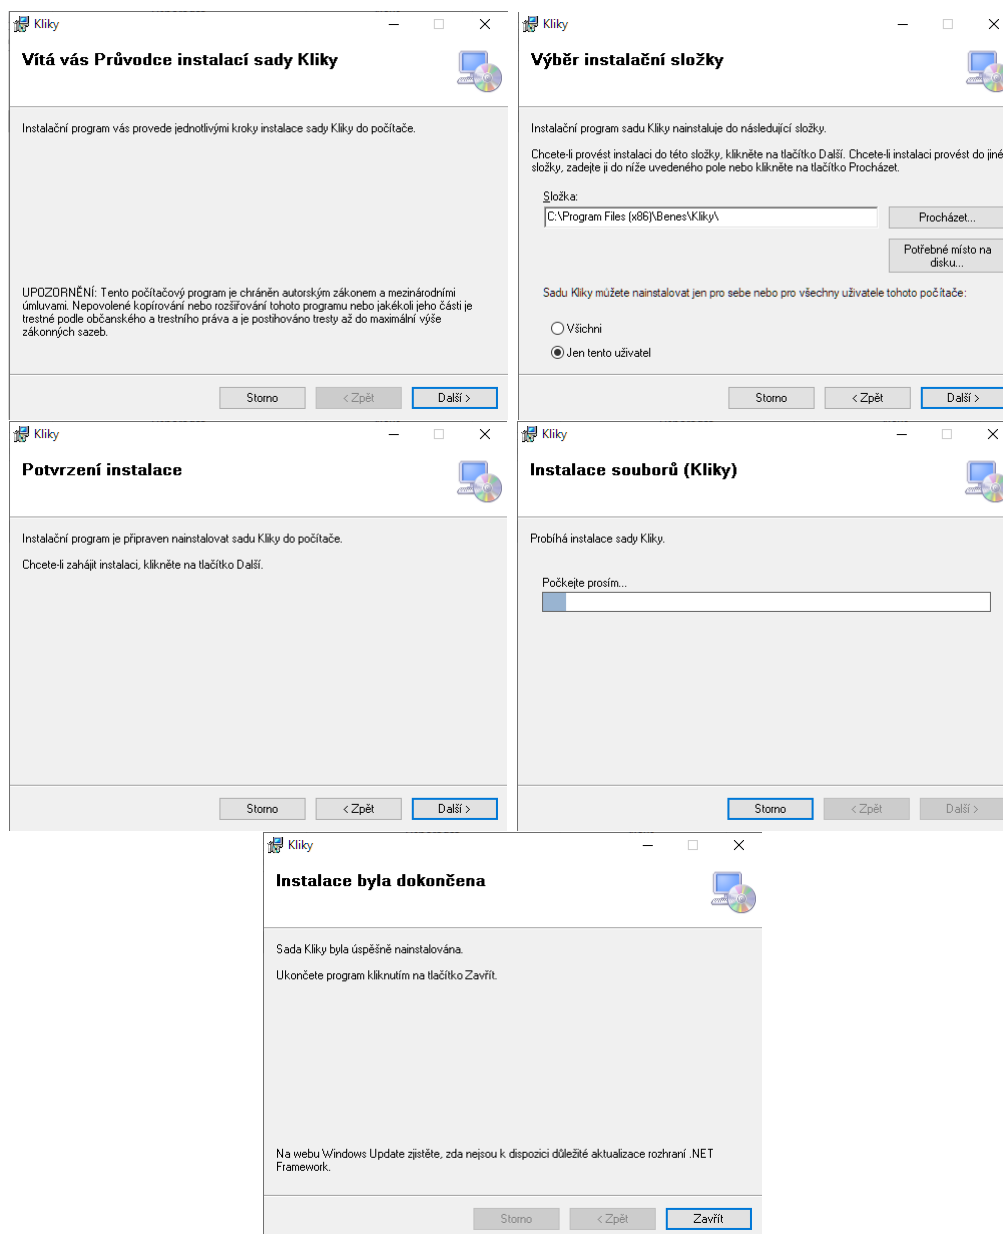 Kliky
Vítá vás Průvodce instalací sady Kliky
Instalační program vás provede jednotlivými kroky instalace sady Kliky do počítače.
UPOZORNĚNÍ: Tento počítačový program je chráněn autorským zákonem a mezinárodními
úmluvami. Nepovolené kopírování nebo rozšiřování tohoto programu nebo jakékoli jeho části je
trestné podle občanského a trestního práva a je postihováno tresty až do maximální výše
zákonných sazeb.
Storno
< Zpět
Další >
Kliky
Výběr instalační složky
Instalační program sadu Kliky nainstaluje do následující složky.
Chcete-li provést instalaci do této složky, klikněte na tlačítko Další. Chcete-li instalaci provést do jiné
složky, zadejte ji do níže uvedeného pole nebo klikněte na tlačítko Procházet.
Složka:
C:\Program Files (x86)\Benes\Kliky\
Procházet...
Potřebné místo na
disku...
Sadu Kliky můžete nainstalovat jen pro sebe nebo pro všechny uživatele tohoto počítače:
Všichni
Jen tento uživatel
Storno
< Zpět
Další >
Kliky
Potvrzení instalace
Instalační program je připraven nainstalovat sadu Kliky do počítače.
Chcete-li zahájit instalaci, klikněte na tlačítko Další.
Storno
< Zpět
Další >
Kliky
Instalace souborů (Kliky)
Probíhá instalace sady Kliky.
Počkejte prosím...
Storno
< Zpět
Další >
Kliky
Instalace byla dokončena
Sada Kliky byla úspěšně nainstalována.
Ukončete program kliknutím na tlačítko Zavřít.
Na webu Windows Update zjistěte, zda nejsou k dispozici důležité aktualizace rozhraní .NET
Framework.
Storno
< Zpět
Zavřít